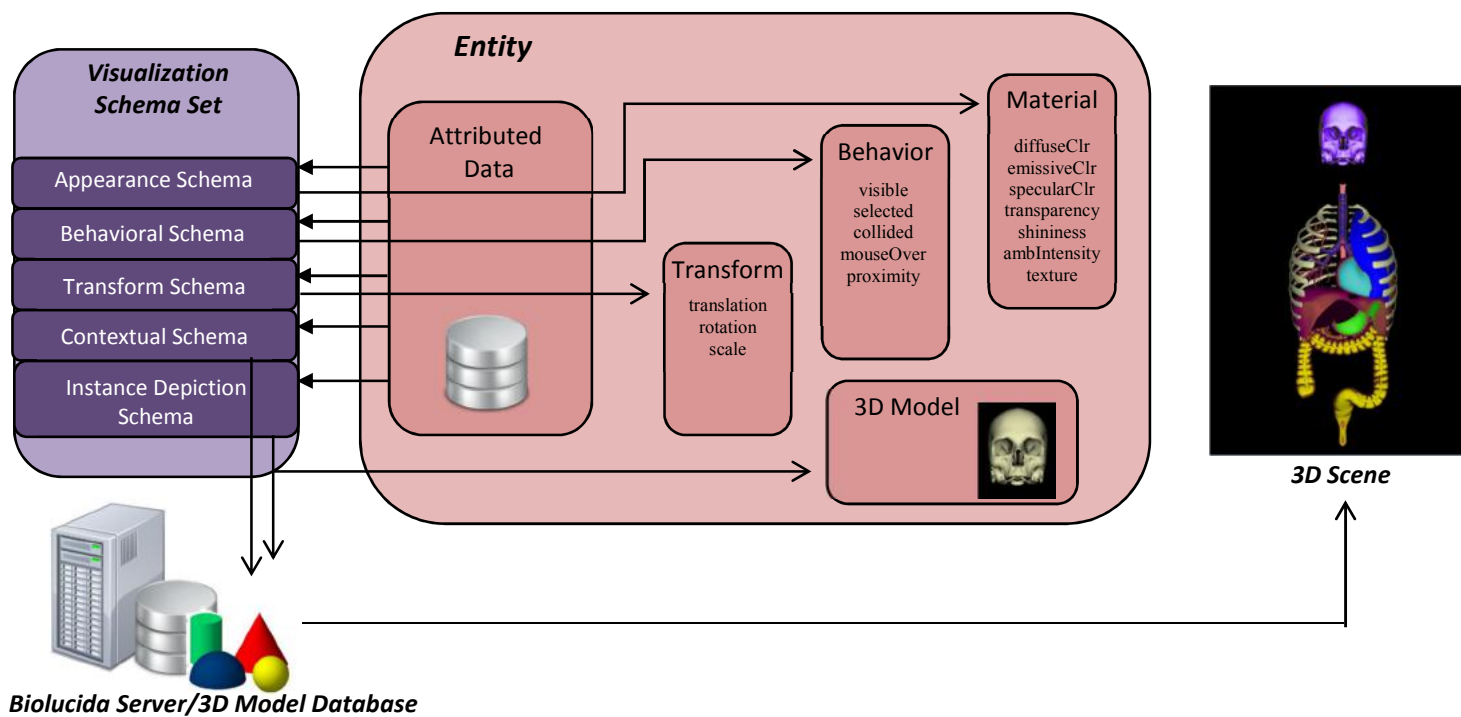 Visualization
Schema Set
Appearance Schema
Behavioral Schema
Transform Schema
Contextual Schema
Instance Depiction
Schema
Entity
Attributed
Data
Transform
translation
rotation
scale
Behavior
visible
selected
collided
mouseOver
proximity
Material
diffuseClr
emissiveClr
specularClr
transparency
shininess
ambIntensity
texture
3D Model
3D Scene
Biolucida Server/3D Model Database